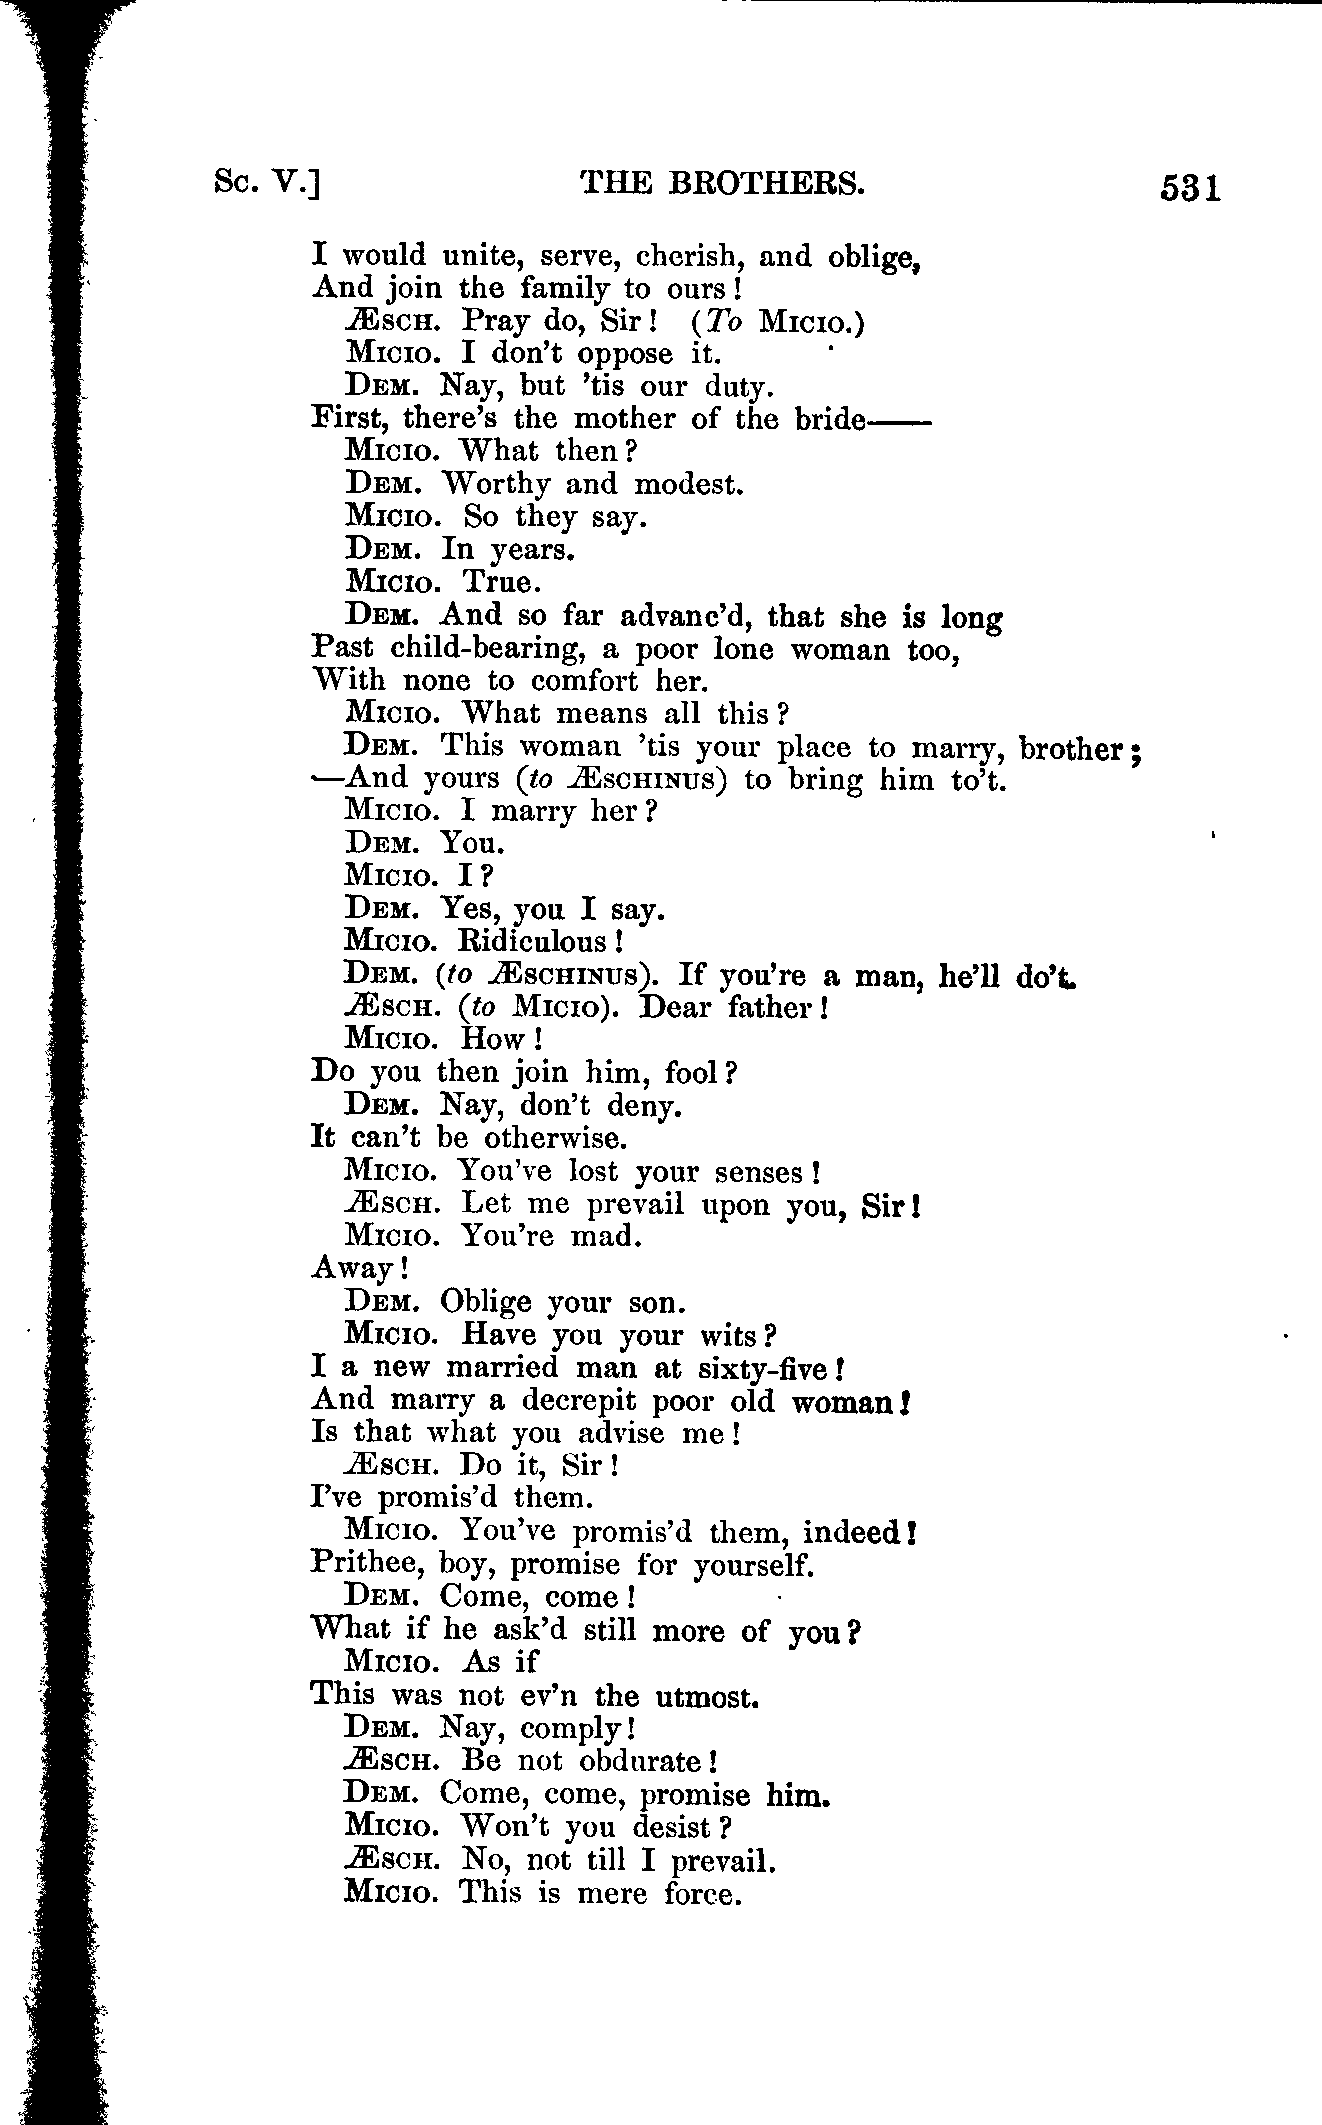 Sc. V.] THE BROTHERS. 531
I would unite, serve, cherish, and oblige,
And join the family to ours!
ÆSCH. Pray do, Sir! (To MICIO.)
MICIO. I don't oppose it.
DEM. Nay, but 'tis our duty.
First, there's the mother of the bride——
MICIO. What then?
DEM. Worthy and modest.
MICIO. So they say.
DEM. In years.
MICIO. True.
DEM. And so far advanc'd, that she is long
Past child-bearing, a poor lone woman too,
With none to comfort her.
MICIO. What means all this?
DEM. This woman 'tis your place to marry, brother;
—And yours (to ÆSCHINUS) to bring him to't.
MICIO. I marry her?
DEM. You.
MICIO. I?
DEM. Yes, you I say.
MICIO. Ridiculous!
DEM. (to ÆSCHINUS). If you're a man, he'll do't.
ÆSCH. (to MICIO). Dear father!
MICIO. How!
Do you then join him, fool?
DEM. Nay, don't deny.
It can't be otherwise.
MICIO. You've lost your senses!
ÆSCH. Let me prevail upon you, Sir!
MICIO. You're mad.
Away!
DEM. Oblige your son.
MICIO. Have you your wits?
I a new married man at sixty-five!
And marry a decrepit poor old woman!
Is that what you advise me!
ÆSCH. Do it, Sir!
I've promis'd them.
MICIO. You've promis'd them, indeed!
Prithee, boy, promise for yourself.
DEM. Come, come!
What if he ask'd still more of you?
MICIO. As if
This was not ev'n the utmost.
DEM. Nay, comply!
ÆSCH. Be not obdurate!
DEM. Come, come, promise him.
MICIO. Won't you desist?
ÆSCH. No, not till I prevail.
MICIO. This is mere force.